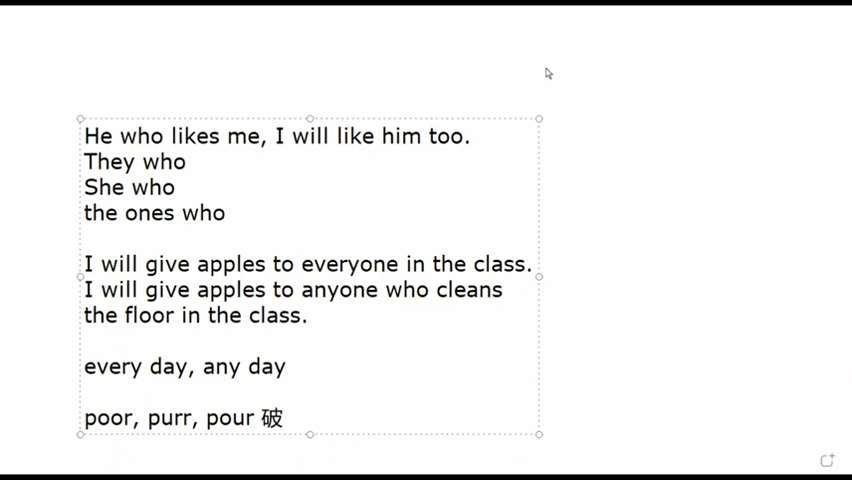 He who likes me, I will like him too.
They who
She who
the ones who
I will give apples to everyone in the class.
I will give apples to anyone who cleans
the floor in the class.
every day, any day
poor, purr, pour 破